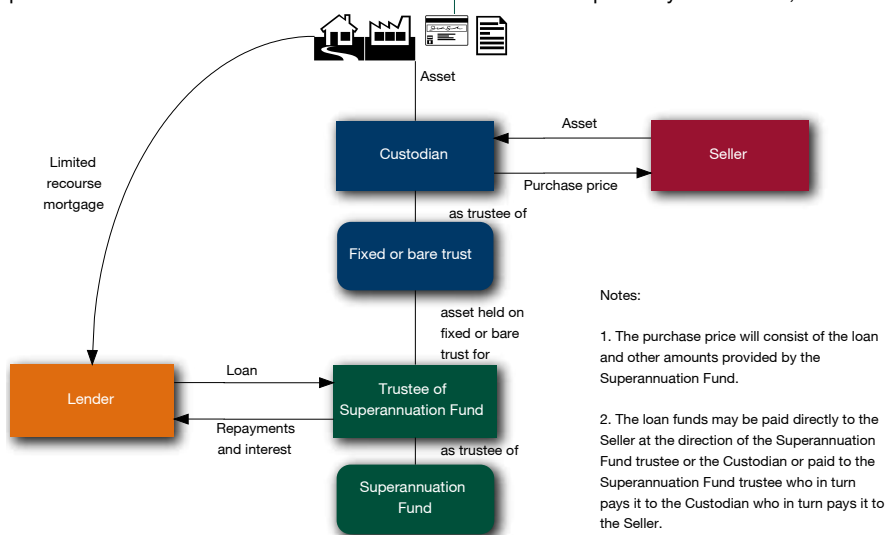 Asset
Custodian
Asset
Seller
Purchase price
Limited
recourse
mortgage
as trustee of
Fixed or bare trust
asset held on
fixed or bare
trust for
Notes:
1. The purchase price will consist of the loan
and other amounts provided by the
Superannuation Fund.
2. The loan funds may be paid directly to the
Seller at the direction of the Superannuation
Fund trustee or the Custodian or paid to the
Superannuation Fund trustee who in turn
pays it to the Custodian who in turn pays it to
the Seller.
Lender
Loan
Trustee of
Superannuation Fund
Repayments
and interest
as trustee of
Superannuation
Fund